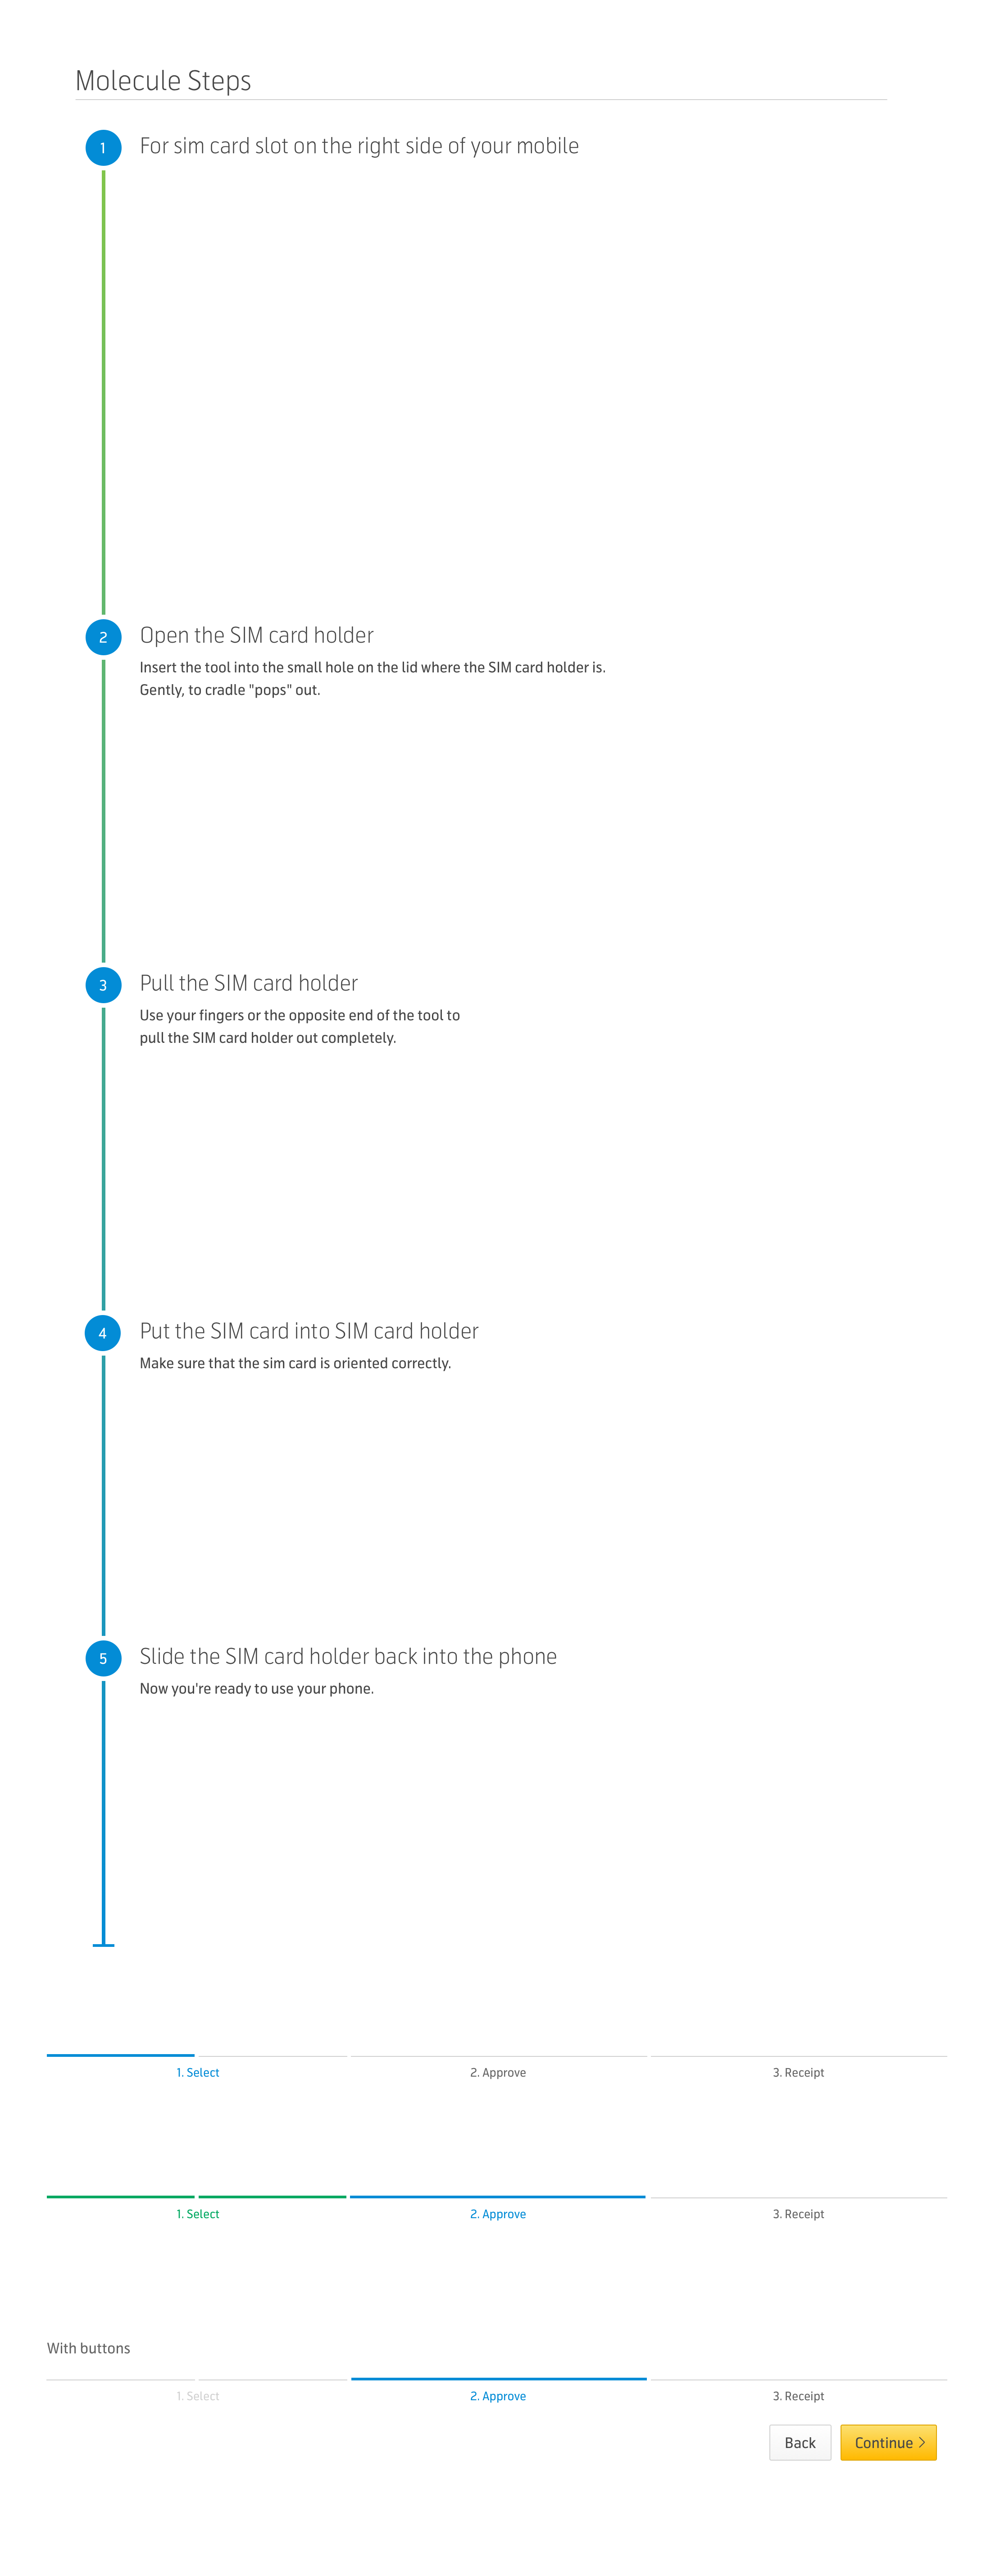 Molecule Steps
1
For sim card slot on the right side of your mobile
2
Open the SIM card holder
Insert the tool into the small hole on the lid where the SIM card holder is.
Gently, to cradle "pops" out.
3
Pull the SIM card holder
Use your fingers or the opposite end of the tool to
pull the SIM card holder out completely.
4
Put the SIM card into SIM card holder
Make sure that the sim card is oriented correctly.
5
Slide the SIM card holder back into the phone
Now you're ready to use your phone.
1. Select 2. Approve 3. Receipt
1. Select 2. Approve 3. Receipt
With buttons
1. Select 2. Approve 3. Receipt
Back Continue